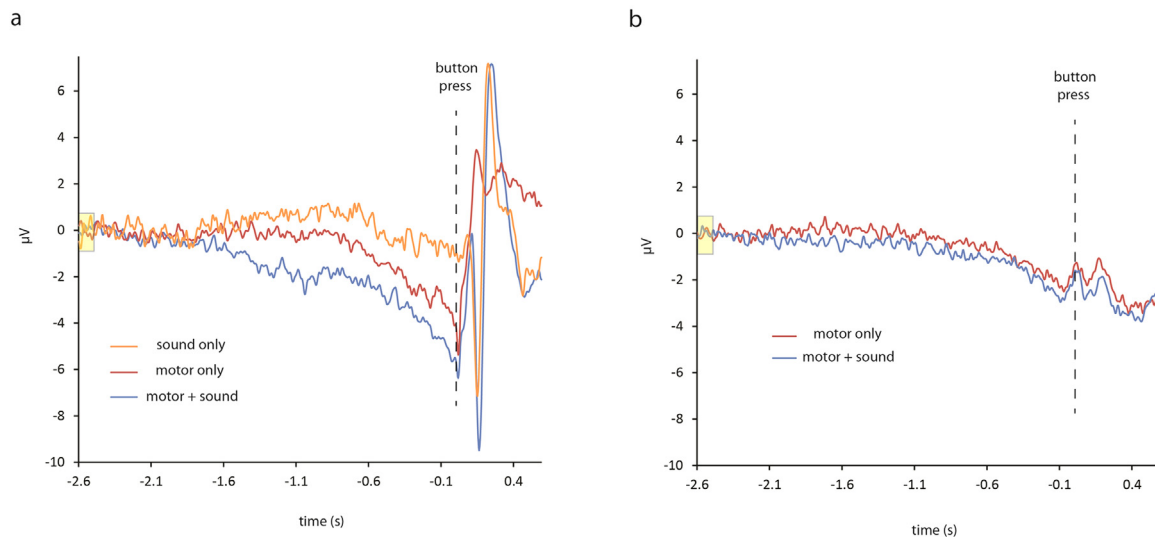 a
button
press
6
4
2
0
-2
-4
-6
-8
-10
μV
sound only
motor only
motor + sound
-2.6 -2.1 -1.6 -1.1 -0.6 -0.1 0.4
time (s)
b
button
press
6
4
2
0
-2
-4
-6
-8
-10
μV
motor only
motor + sound
-2.6 -2.1 -1.6 -1.1 -0.6 -0.1 0.4
time (s)